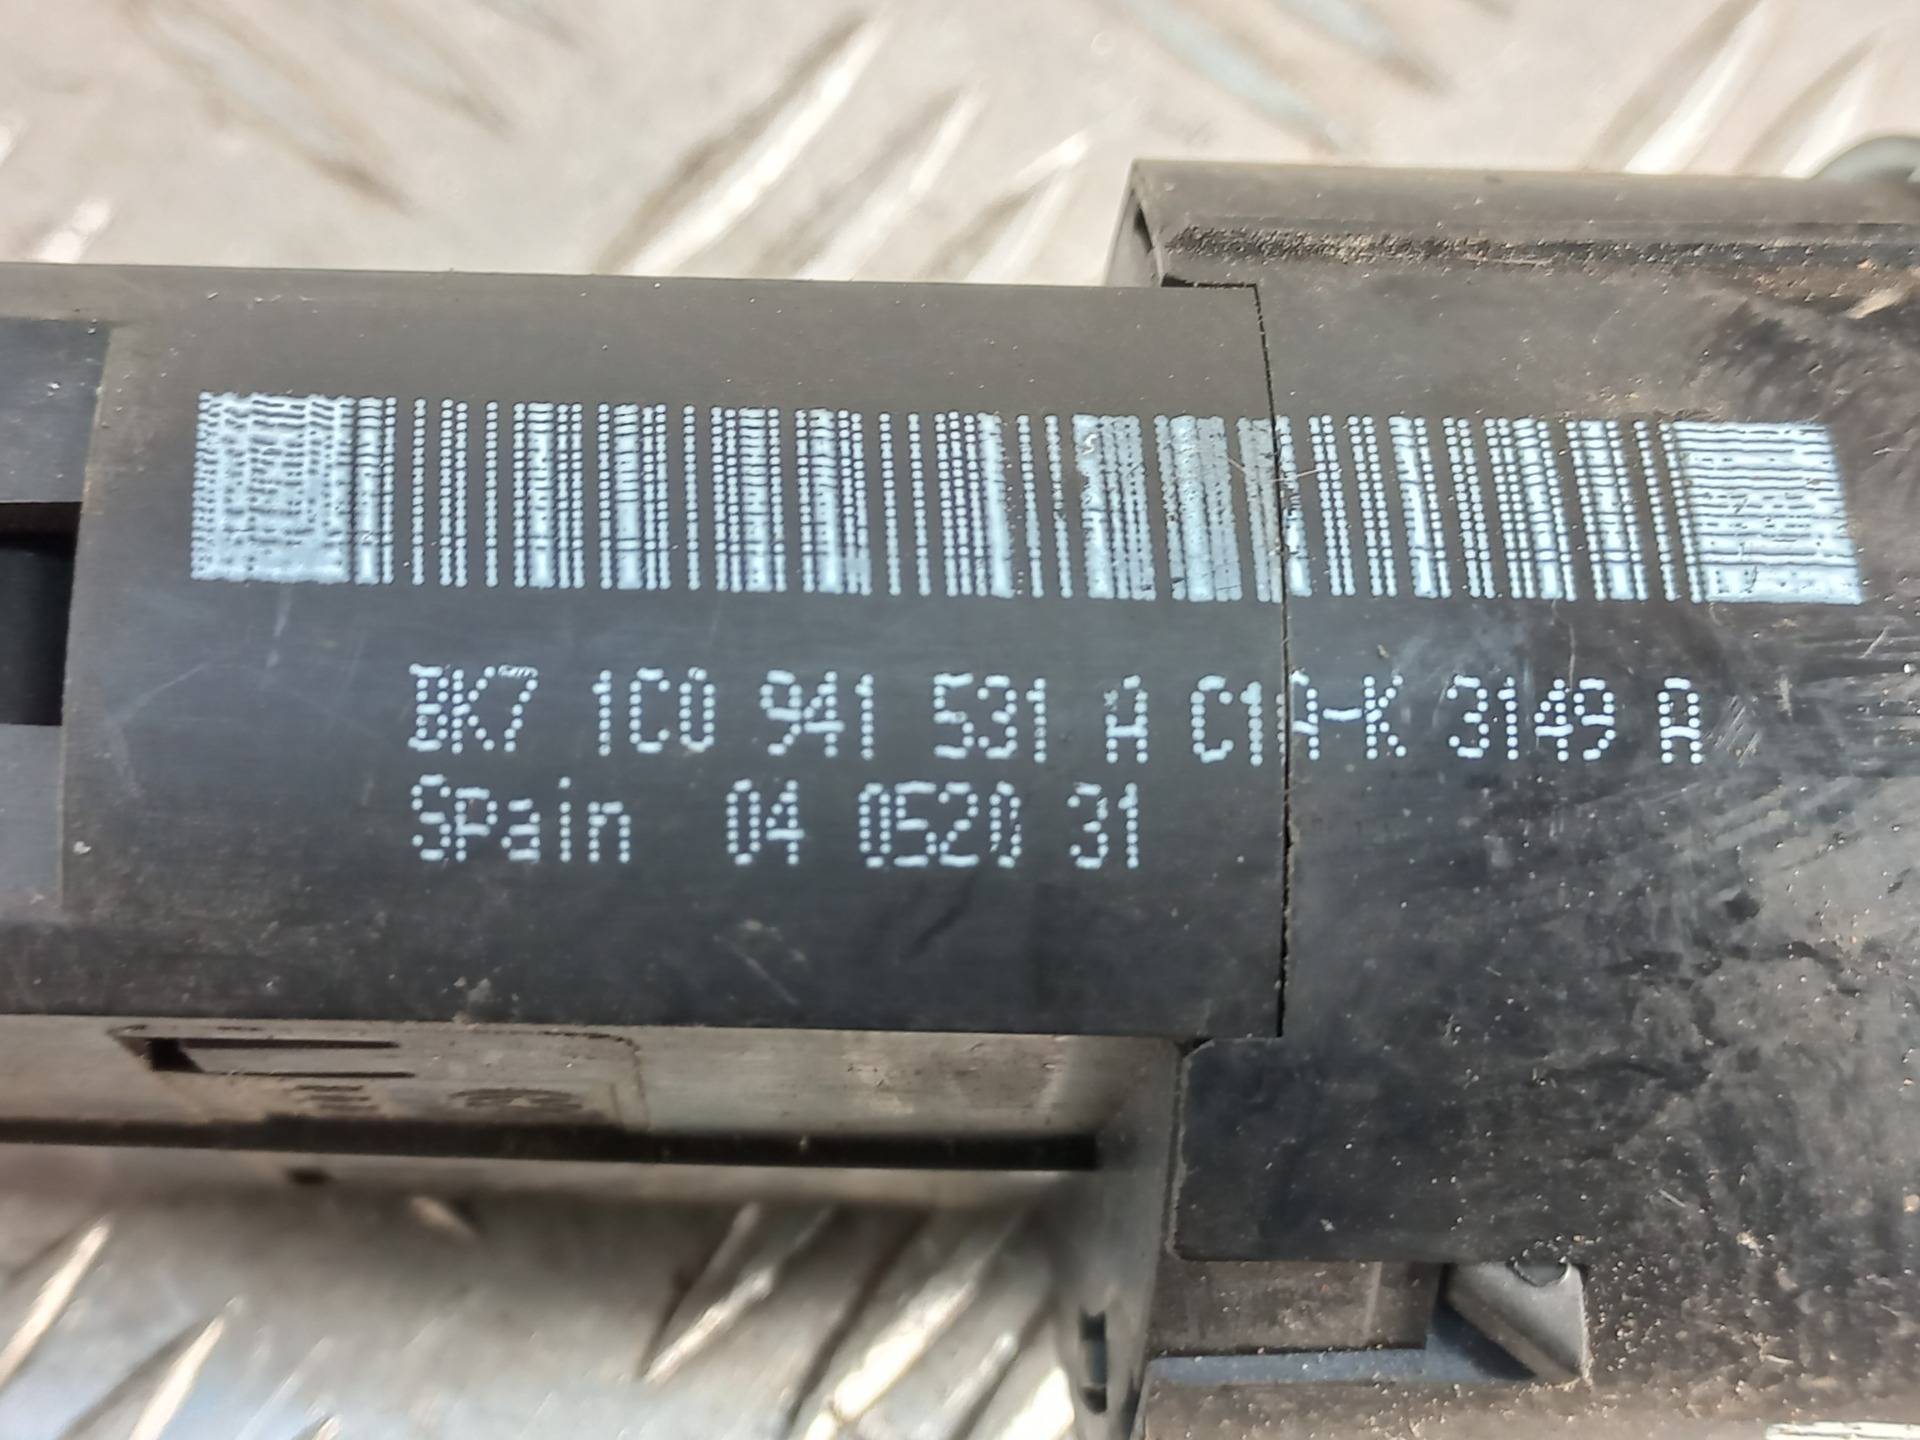 BK7 1C0 941 531 A C1A-K 3149 A
Spain 04 0520 31